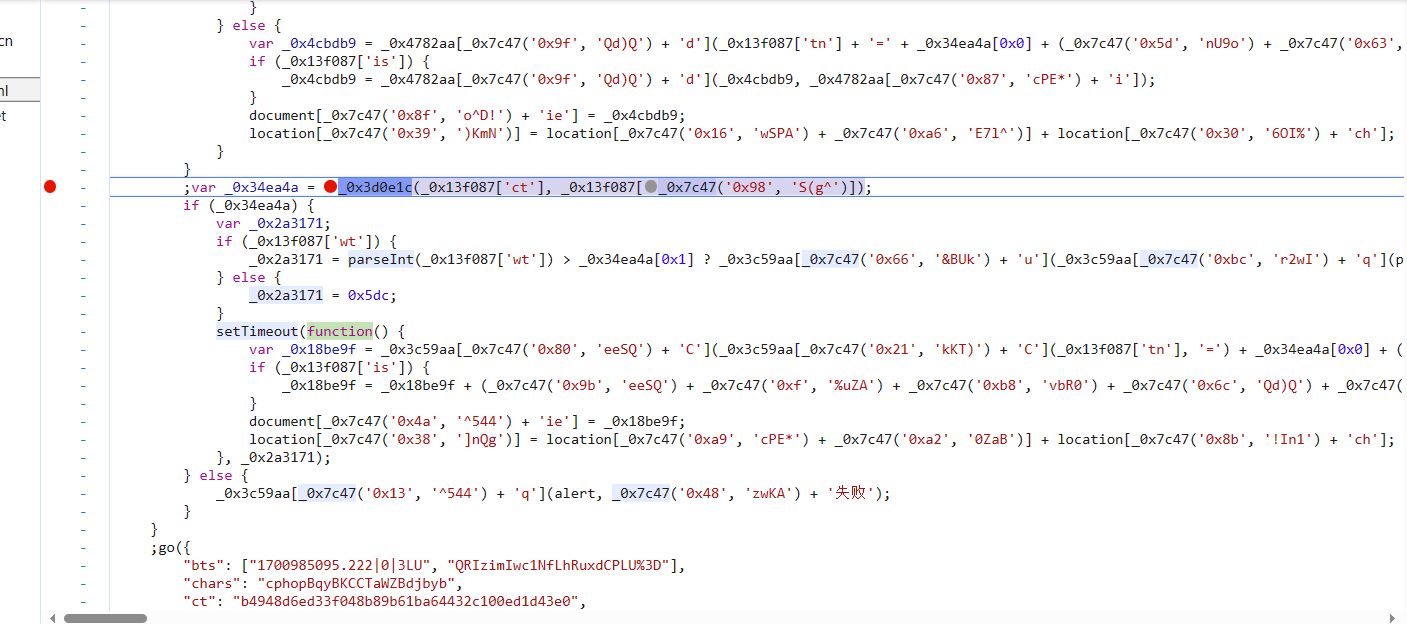 }
} else {
var _0x4cbdb9 = _0x4782aa[_0x7c47('0x9f', 'Qd)Q') + 'd'](_0x13f087['tn'] + '=' + _0x34ea4a[0x0] + (_0x7c47('0x5d', 'nU9o') + _0x7c47('0x63',
cn
if (_0x13f087['is']) {
_0x4cbdb9 = _0x4782aa[_0x7c47('0x9f', 'Qd)Q') + 'd'](_0x4cbdb9, _0x4782aa[_0x7c47('0x87', 'cPE*') + 'i']);
nl
}
document[_0x7c47('0x8f', 'o^D!') + 'ie'] = _0x4cbdb9;
et
location[_0x7c47('0x39', ')KmN')] = location[_0x7c47('0x16', 'wSPA') + _0x7c47('0xa6', 'E7l^')] + location[_0x7c47('0x30', '6OI%') + 'ch'];
}
}
;var _0x34ea4a = _0x3d0e1c(_0x13f087['ct'], _0x13f087[_0x7c47('0x98', 'S(g^')]);
if (_0x34ea4a) {
var _0x2a3171;
if (_0x13f087['wt']) {
_0x2a3171 = parseInt(_0x13f087['wt']) > _0x34ea4a[0x1] ? _0x3c59aa[_0x7c47('0x66', '&BUk') + 'u'](_0x3c59aa[_0x7c47('0xbc', 'r2wI') + 'q'](p
} else {
_0x2a3171 = 0x5dc;
}
setTimeout(function() {
var _0x18be9f = _0x3c59aa[_0x7c47('0x80', 'eeSQ') + 'C'](_0x3c59aa[_0x7c47('0x21', 'kKT)') + 'C'](_0x13f087['tn'], '=') + _0x34ea4a[0x0] + (
if (_0x13f087['is']) {
_0x18be9f = _0x18be9f + (_0x7c47('0x9b', 'eeSQ') + _0x7c47('0xf', '%uZA') + _0x7c47('0xb8', 'vbR0') + _0x7c47('0x6c', 'Qd)Q') + _0x7c47(
}
document[_0x7c47('0x4a', '^544') + 'ie'] = _0x18be9f;
location[_0x7c47('0x38', ']nQg')] = location[_0x7c47('0xa9', 'cPE*') + _0x7c47('0xa2', '0ZaB')] + location[_0x7c47('0x8b', '!In1') + 'ch'];
}, _0x2a3171);
} else {
_0x3c59aa[_0x7c47('0x13', '^544') + 'q'](alert, _0x7c47('0x48', 'zwKA') + '失败');
}
}
;go({
"bts": ["1700985095.222|0|3LU", "QRIzimIwc1NfLhRuxdCPLU%3D"],
"chars": "cphopBqyBKCCTaWZBdjbyb",
"ct": "b4948d6ed33f048b89b61ba64432c100ed1d43e0",